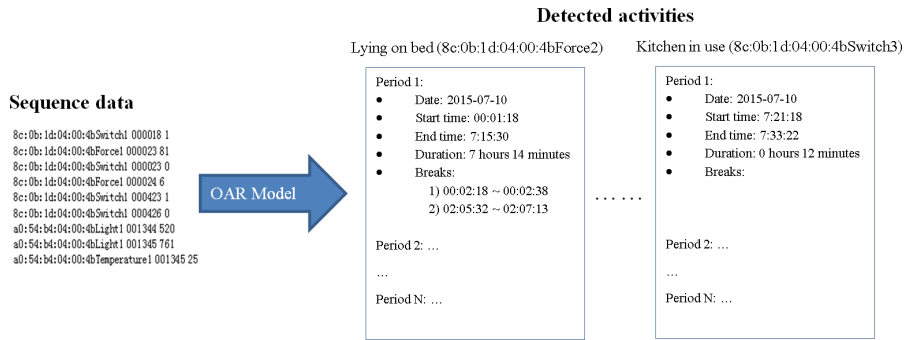 Detected activities
Lying on bed (8c:0b:1d:04:00:4bForce2)
Kitchen in use (8c:0b:1d:04:00:4bSwitch3)
Sequence data
8c:0b:1d:04:00:4bSwitch1 000018 1
8c:0b:1d:04:00:4bForce1 000023 81
8c:0b:1d:04:00:4bSwitch1 000023 0
8c:0b:1d:04:00:4bForce1 000024 6
8c:0b:1d:04:00:4bSwitch1 000423 1
8c:0b:1d:04:00:4bSwitch1 000426 0
a0:54:b4:04:00:4bLight1 001344 520
a0:54:b4:04:00:4bLight1 001345 761
a0:54:b4:04:00:4bTemperature1 001345 25
OAR Model
Period 1:
• Date: 2015-07-10
• Start time: 00:01:18
• End time: 7:15:30
• Duration: 7 hours 14 minutes
• Breaks:
1) 00:02:18 ~ 00:02:38
2) 02:05:32 ~ 02:07:13
Period 2: …
…
Period N: …
… …
Period 1:
• Date: 2015-07-10
• Start time: 7:21:18
• End time: 7:33:22
• Duration: 0 hours 12 minutes
• Breaks:
Period 2: …
…
Period N: …